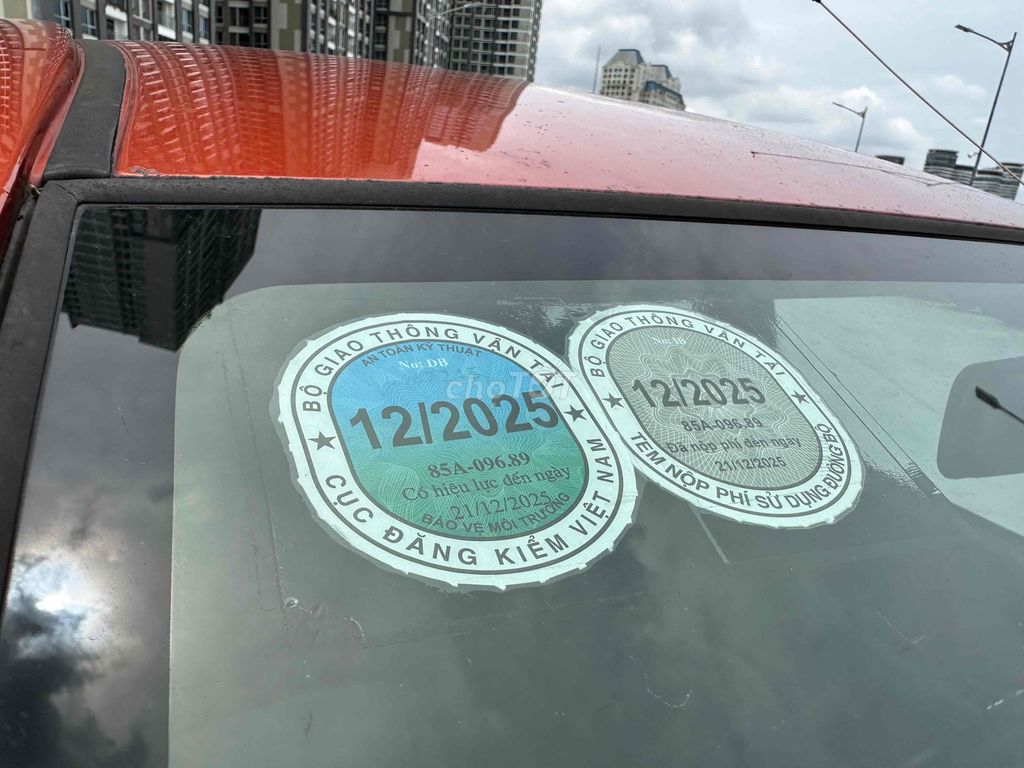 BỘ GIAO THÔNG VẬN TẢI
AN TOÀN KỸ THUẬT
No: DB
12/2025
85A-096.89
Có hiệu lực đến ngày
21/12/2025
BẢO VỆ MÔI TRƯỜNG
CỤC ĐĂNG KIỂM VIỆT NAM
BỘ GIAO THÔNG VẬN TẢI
12/2025
85A-096.89
Đã nộp phí đến ngày
21/12/2025
TEM NỘP PHÍ SỬ DỤNG ĐƯỜNG BỘ